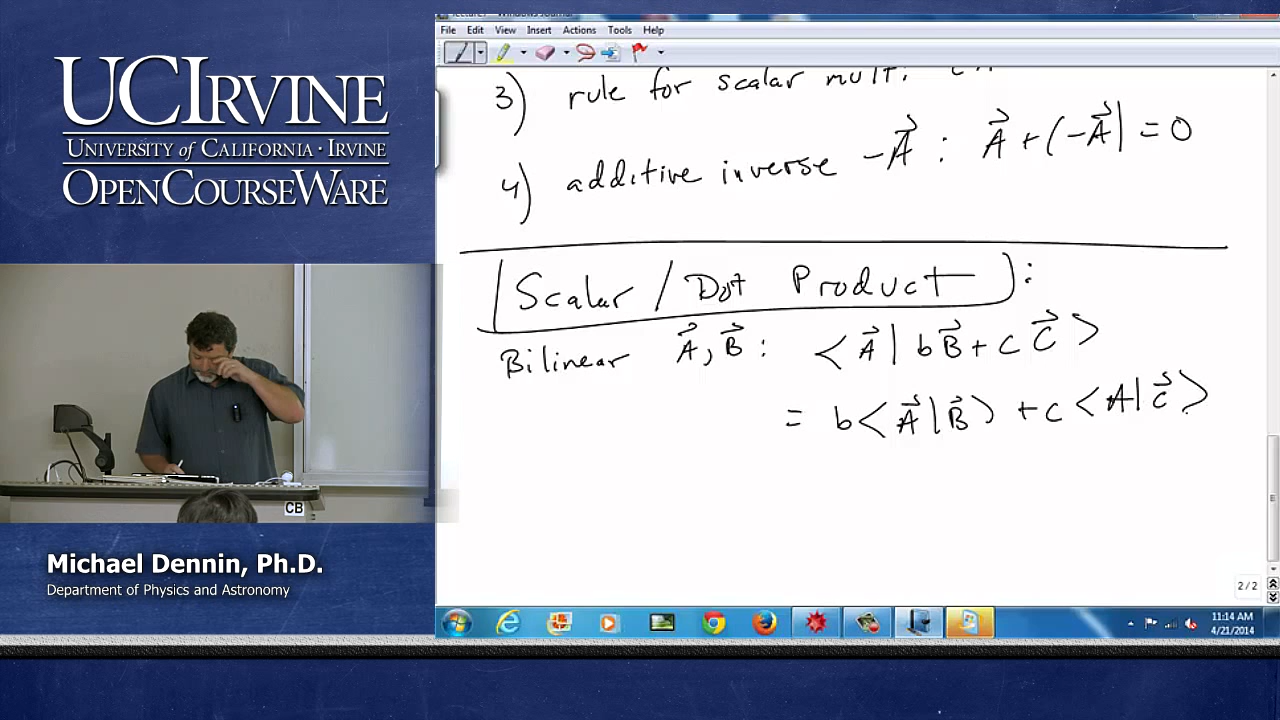 UCIRVINE
UNIVERSITY of CALIFORNIA · IRVINE
OPENCOURSEWARE
CB
Michael Dennin, Ph.D.
Department of Physics and Astronomy
File Edit View Insert Actions Tools Help
3) rule for scalar mult.
4) additive inverse -A⃗ : A⃗ + (-A⃗) = 0
Scalar / Dot Product :
Bilinear A⃗, B⃗ : < A⃗ | bB⃗ + c C⃗ >
= b< A⃗ | B⃗ > + c < A | C⃗ >
2 / 2
11:14 AM
4/21/2014